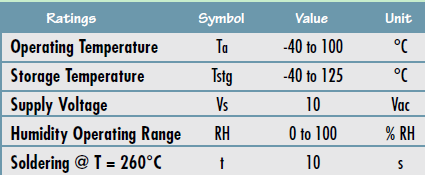 Ratings Symbol Value Unit
Operating Temperature Ta -40 to 100 °C
Storage Temperature Tstg -40 to 125 °C
Supply Voltage Vs 10 Vac
Humidity Operating Range RH 0 to 100 % RH
Soldering @ T = 260°C t 10 s